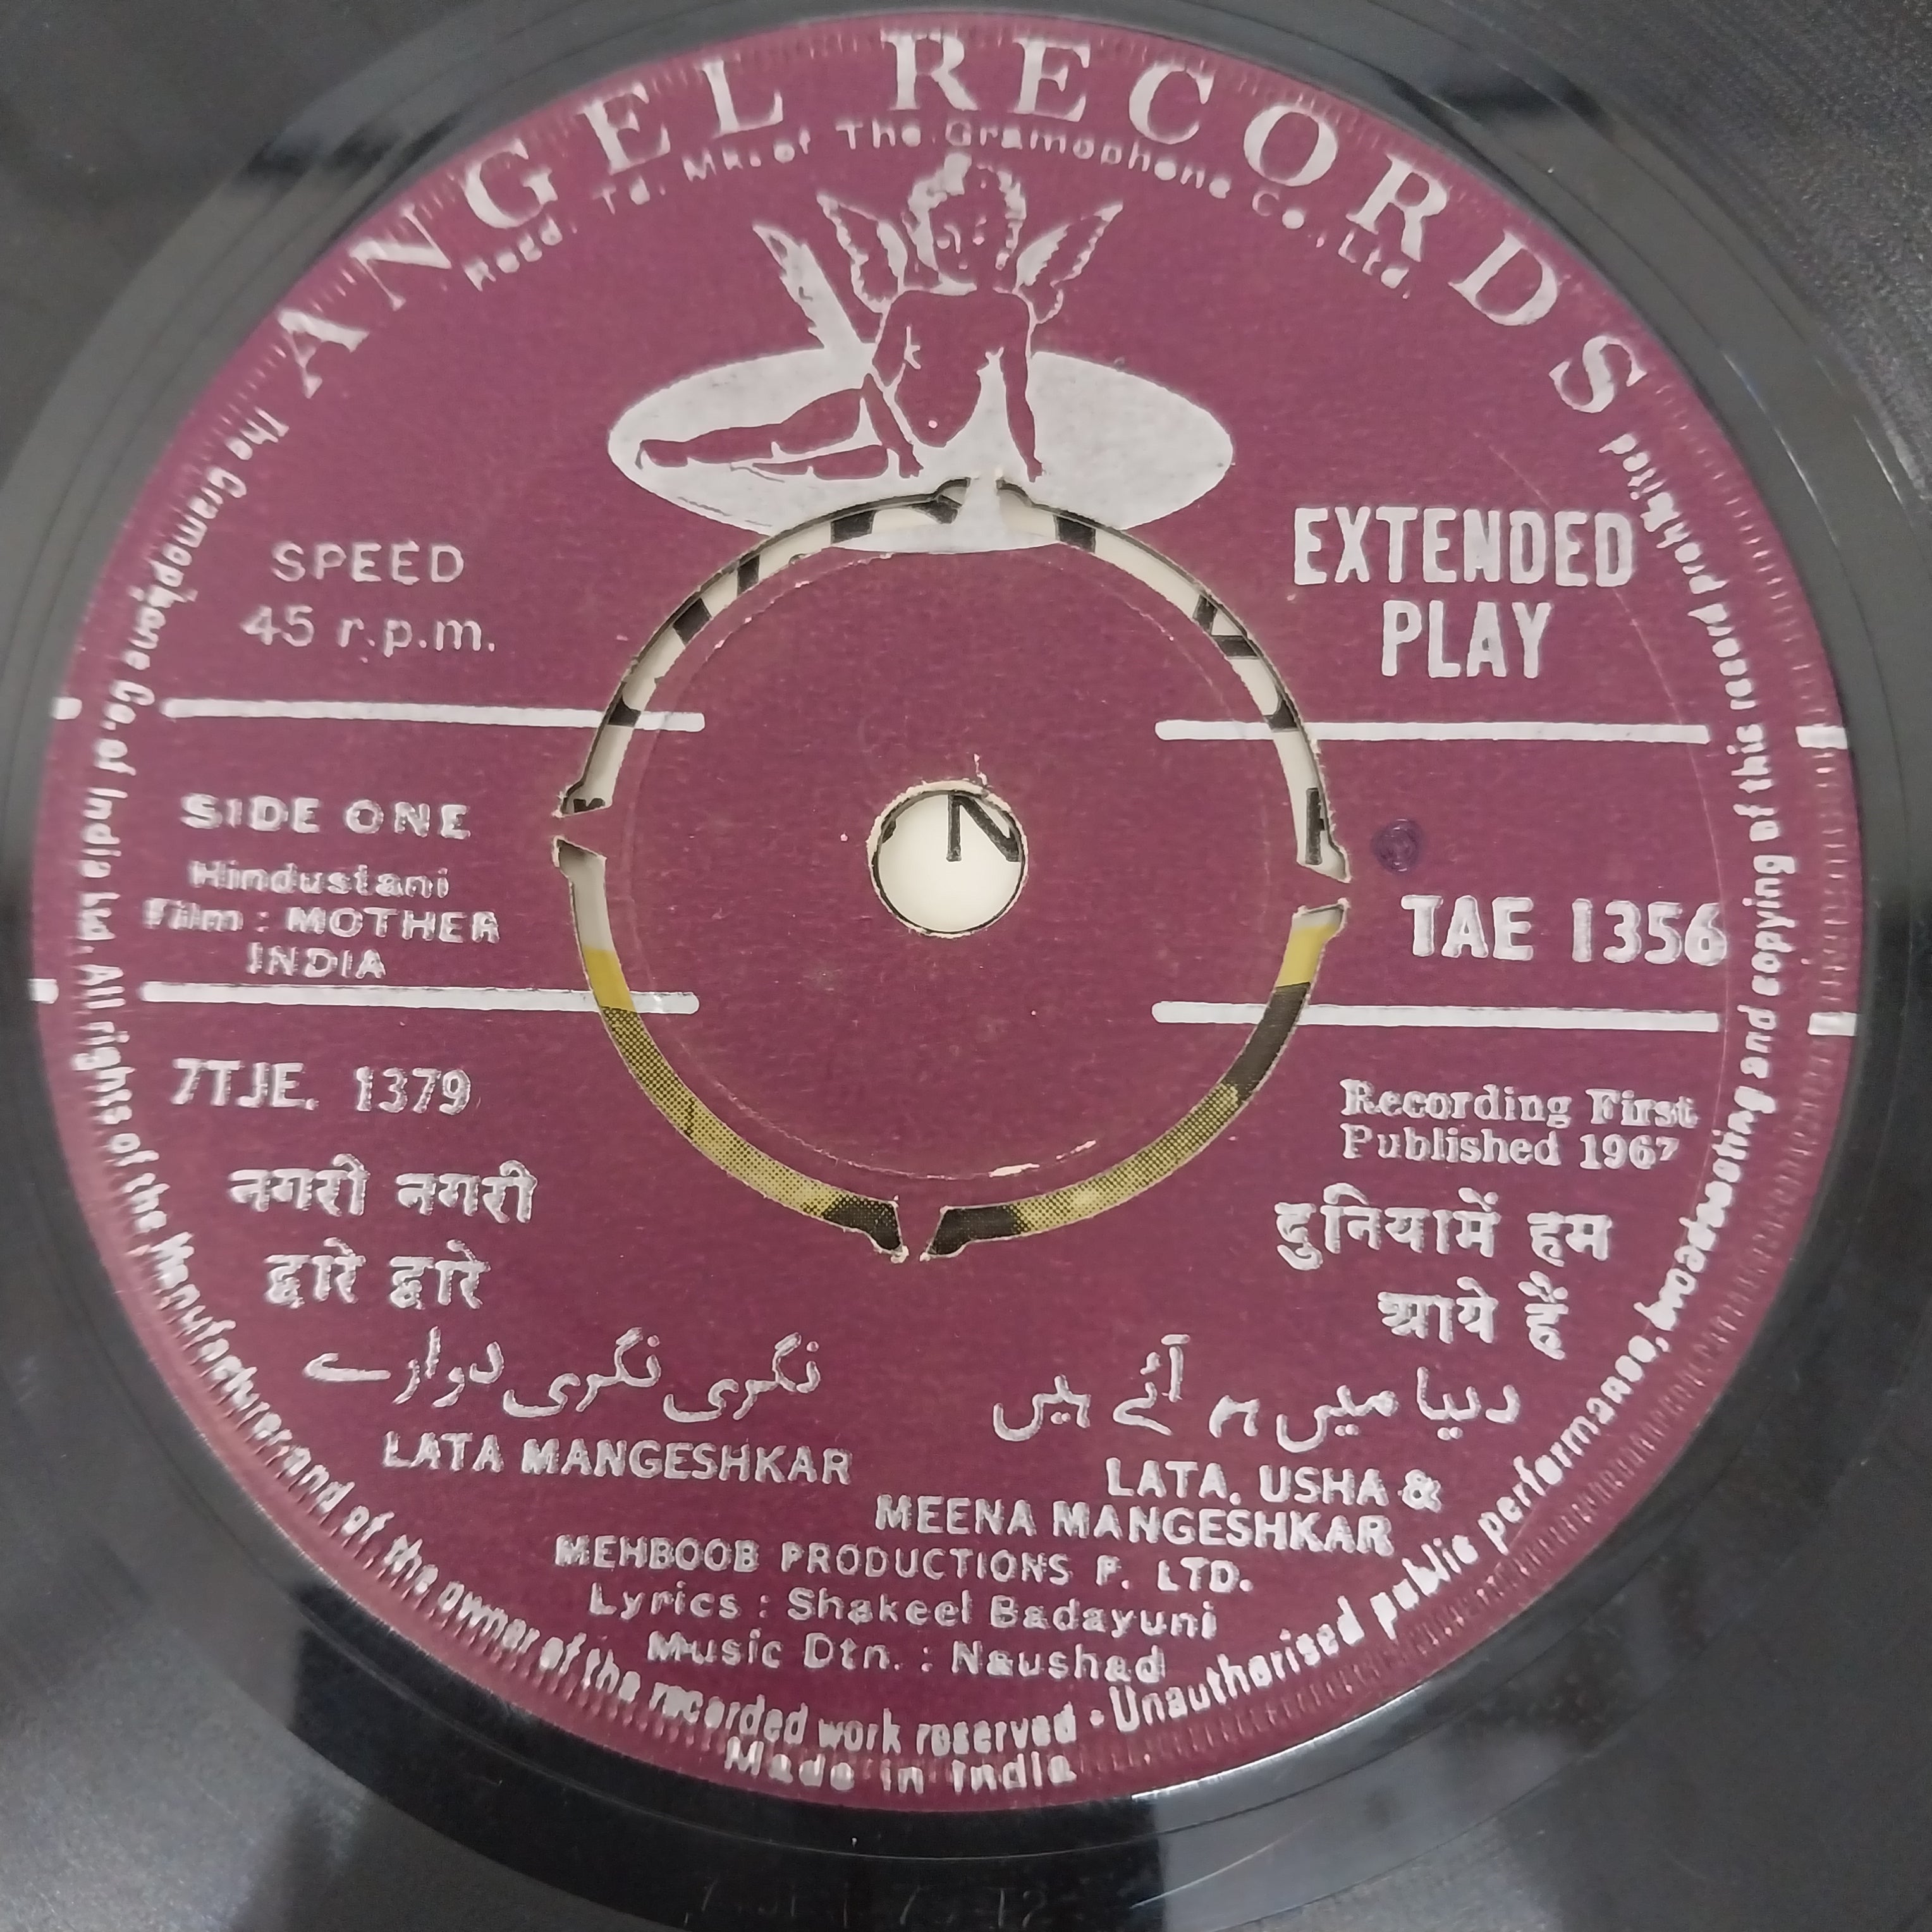 ANGEL RECORDS
Regd. Td. Mk. of The Gramophone Co., Ltd.
SPEED
45 r.p.m.
EXTENDED
PLAY
SIDE ONE
Hindustani
Film : MOTHER
INDIA
TAE 1356
7TJE. 1379
Recording First
Published 1967
नगरी नगरी
द्वारे द्वारे
दुनियामें हम
आये हैं
نگری نگری دوارے
دنیا میں ہم آئے ہیں
LATA MANGESHKAR
LATA, USHA &
MEENA MANGESHKAR
MEHBOOB PRODUCTIONS P. LTD.
Lyrics : Shakeel Badayuni
Music Dtn. : Naushad
The Gramophone Co. of India Ltd. All rights of the Manufacturer and of the owner of the recorded work reserved · Unauthorised public performance, broadcasting and copying of this record prohibited
Made in India
N